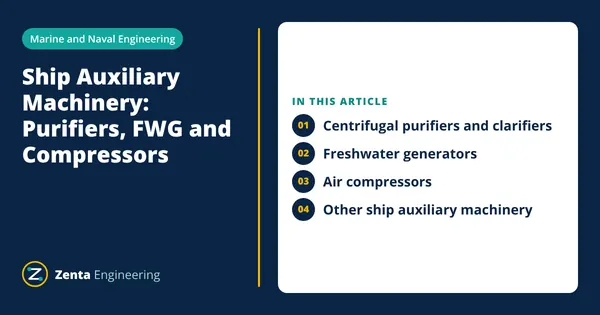 Marine and Naval Engineering
Ship Auxiliary
Machinery:
Purifiers, FWG and
Compressors
Zenta Engineering
IN THIS ARTICLE
01 Centrifugal purifiers and clarifiers
02 Freshwater generators
03 Air compressors
04 Other ship auxiliary machinery